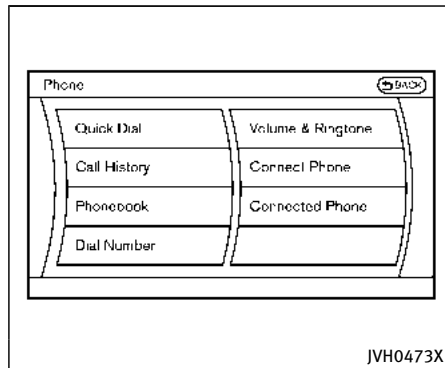 Phone
BACK
Quick Dial
Volume & Ringtone
Call History
Connect Phone
Phonebook
Connected Phone
Dial Number
JVH0473X